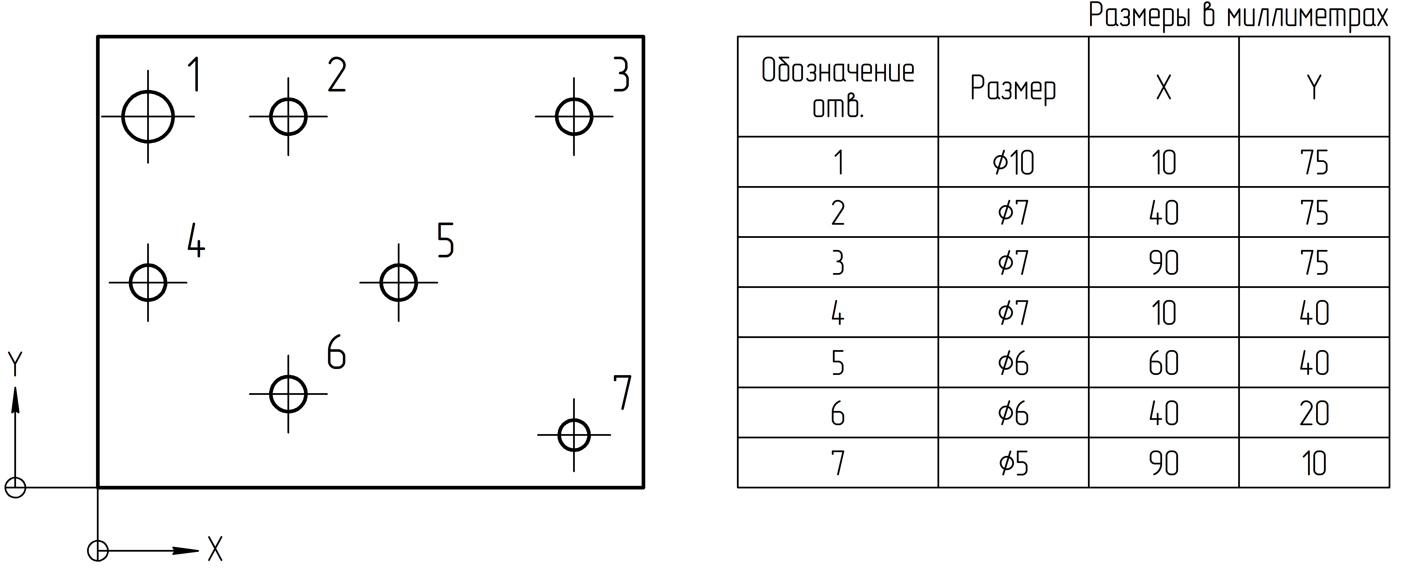 Размеры в миллиметрах
1 2 3
4 5
6
7
Y
X
Обозначение отв. Размер X Y
1 ϕ10 10 75
2 ϕ7 40 75
3 ϕ7 90 75
4 ϕ7 10 40
5 ϕ6 60 40
6 ϕ6 40 20
7 ϕ5 90 10